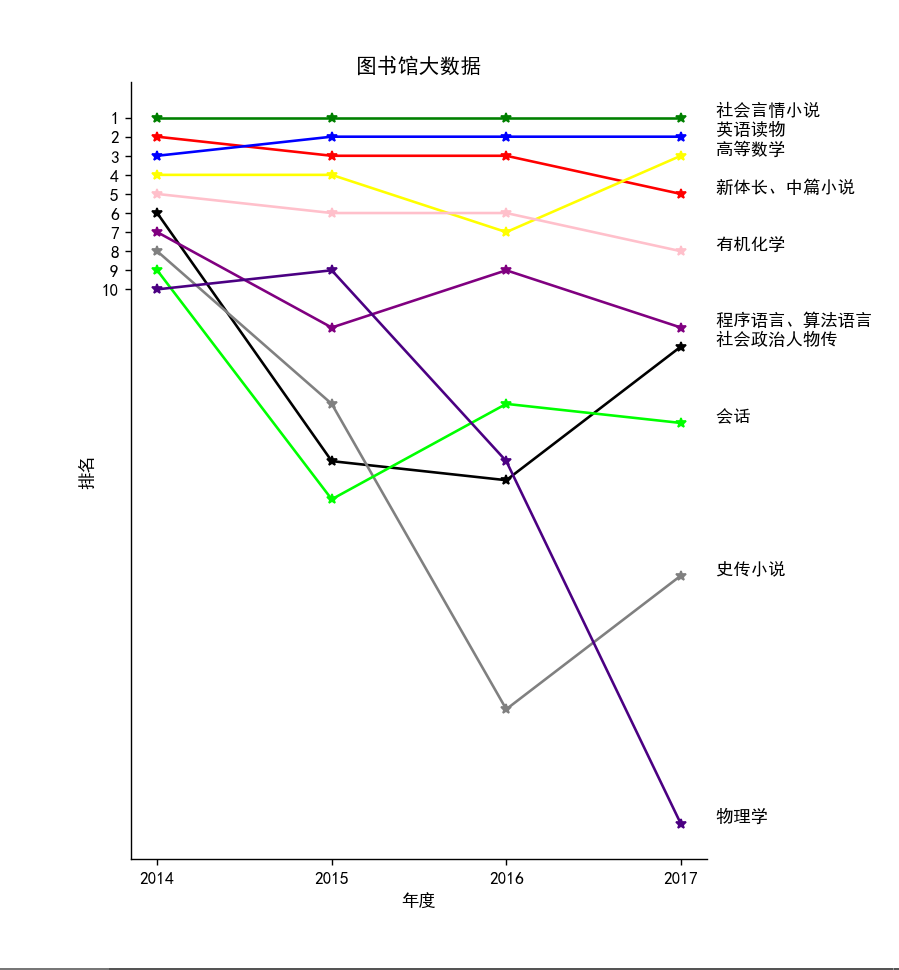 图书馆大数据
1
2
3
4
5
6
7
8
9
10
排名
社会言情小说
英语读物
高等数学
新体长、中篇小说
有机化学
程序语言、算法语言
社会政治人物传
会话
史传小说
物理学
2014 2015 2016 2017
年度